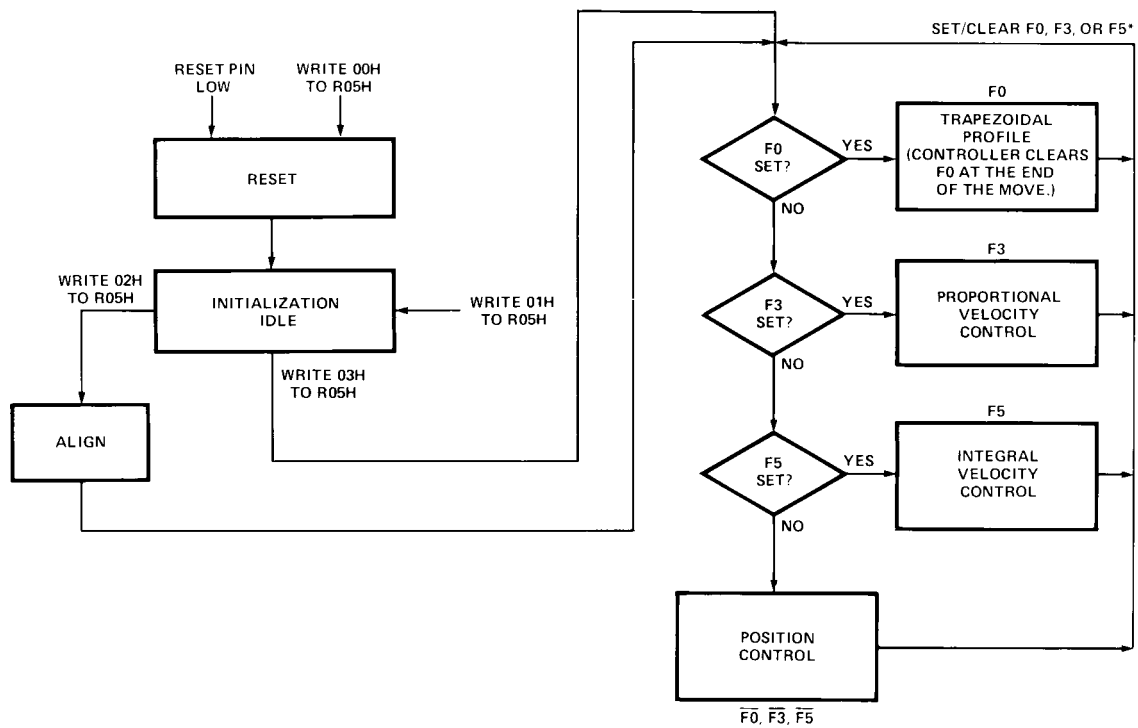 SET/CLEAR F0, F3, OR F5*
RESET PIN
LOW
WRITE 00H
TO R05H
RESET
WRITE 02H
TO R05H
INITIALIZATION
IDLE
WRITE 01H
TO R05H
WRITE 03H
TO R05H
ALIGN
F0
SET?
YES
NO
F0
TRAPEZOIDAL
PROFILE
(CONTROLLER CLEARS
F0 AT THE END
OF THE MOVE.)
F3
SET?
YES
NO
F3
PROPORTIONAL
VELOCITY
CONTROL
F5
SET?
YES
NO
F5
INTEGRAL
VELOCITY
CONTROL
POSITION
CONTROL
F̅0̅, F̅3̅, F̅5̅